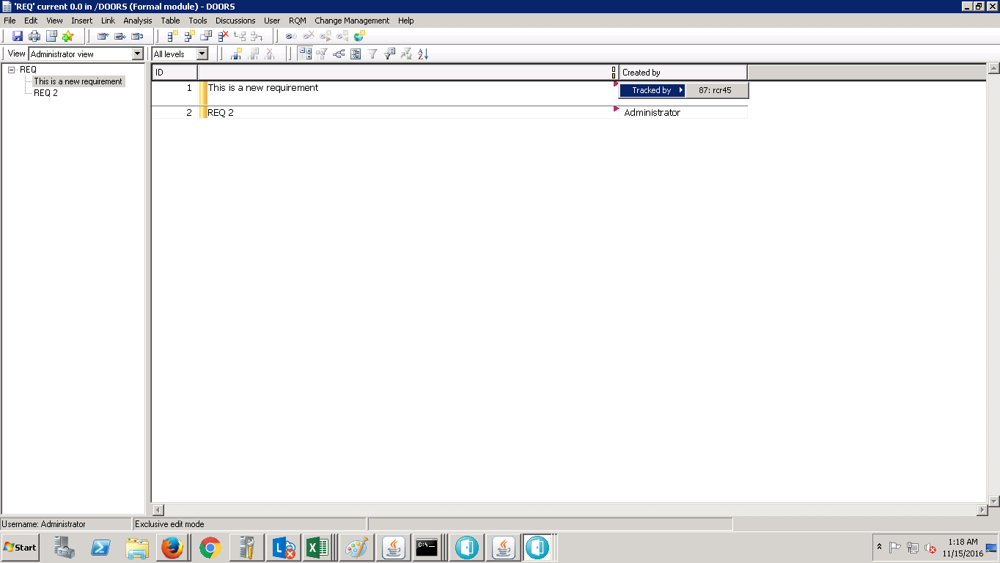 'REQ' current 0.0 in /DOORS (Formal module) - DOORS
File Edit View Insert Link Analysis Table Tools Discussions User RQM Change Management Help
View Administrator view All levels
REQ
This is a new requirement
REQ 2
ID Created by
1 This is a new requirement Tracked by 87: rcr45
2 REQ 2 Administrator
Username: Administrator Exclusive edit mode
Start 1:18 AM
11/15/2016